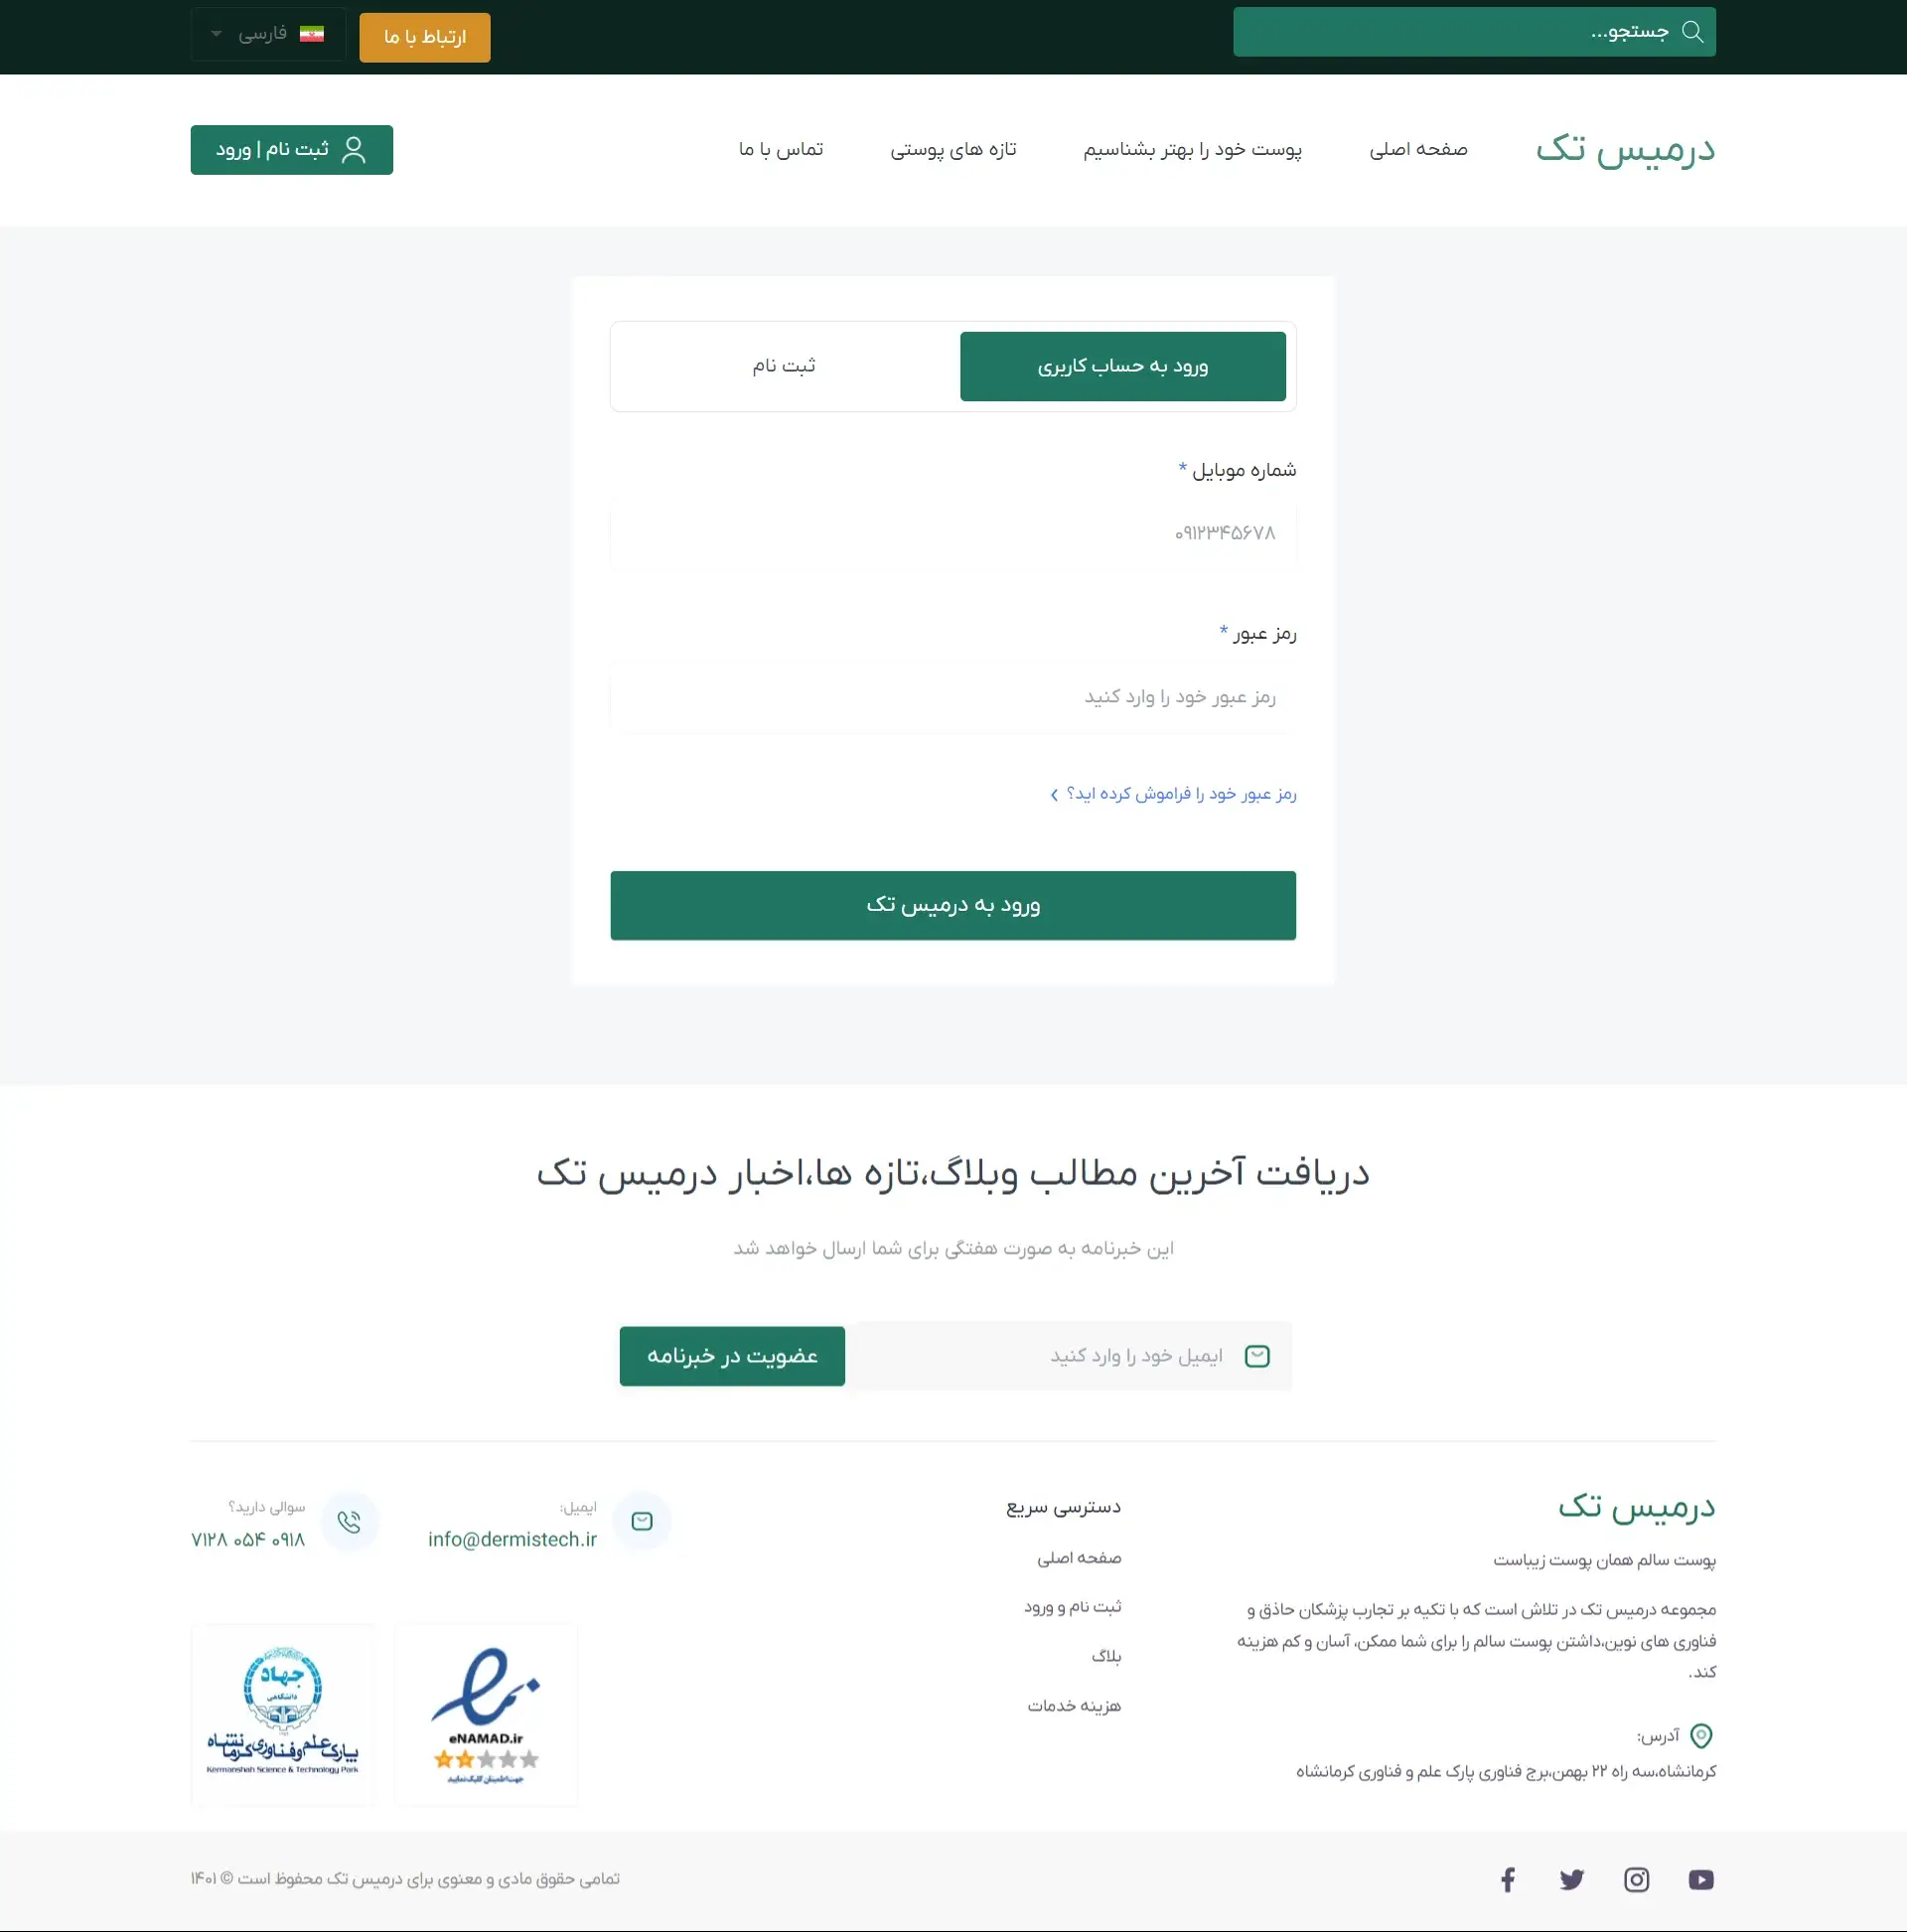 جستجو...
ارتباط با ما
فارسی
درمیس تک
صفحه اصلی
پوست خود را بهتر بشناسیم
تازه های پوستی
تماس با ما
ثبت نام | ورود
ورود به حساب کاربری
ثبت نام
شماره موبایل *
۰۹۱۲۳۴۵۶۷۸
رمز عبور *
رمز عبور خود را وارد کنید
رمز عبور خود را فراموش کرده اید؟
ورود به درمیس تک
دریافت آخرین مطالب وبلاگ،تازه ها،اخبار درمیس تک
این خبرنامه به صورت هفتگی برای شما ارسال خواهد شد
ایمیل خود را وارد کنید
عضویت در خبرنامه
درمیس تک
پوست سالم همان پوست زیباست
مجموعه درمیس تک در تلاش است که با تکیه بر تجارب پزشکان حاذق و
فناوری های نوین،داشتن پوست سالم را برای شما ممکن، آسان و کم هزینه
کند.
آدرس:
کرمانشاه،سه راه ۲۲ بهمن،برج فناوری پارک علم و فناوری کرمانشاه
دسترسی سریع
صفحه اصلی
ثبت نام و ورود
بلاگ
هزینه خدمات
ایمیل:
info@dermistech.ir
سوالی دارید؟
۰۹۱۸ ۰۵۴ ۷۱۲۸
eNAMAD.ir
جهت اطمینان کلیک نمایید
جهاد
دانشگاهی
پارک علم و فناوری کرمانشاه
Kermanshah Science & Technology Park
تمامی حقوق مادی و معنوی برای درمیس تک محفوظ است © ۱۴۰۱